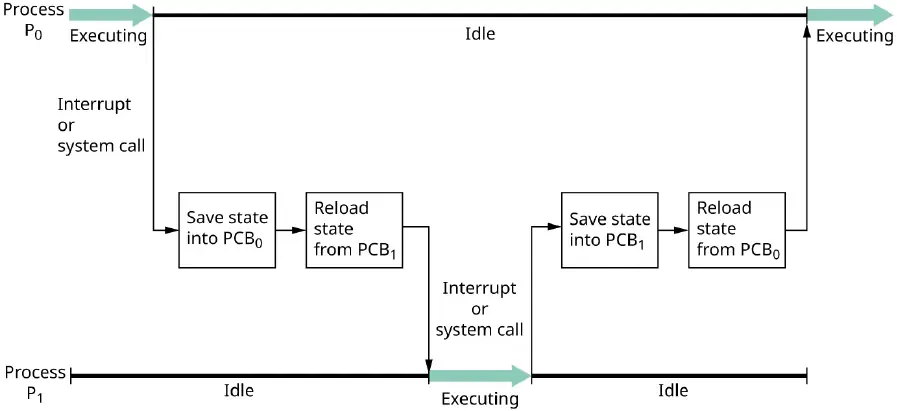 Process
P₀
Executing
Idle
Executing
Interrupt
or
system call
Save state
into PCB₀
Reload
state
from PCB₁
Save state
into PCB₁
Reload
state
from PCB₀
Interrupt
or
system call
Process
P₁
Idle
Executing
Idle